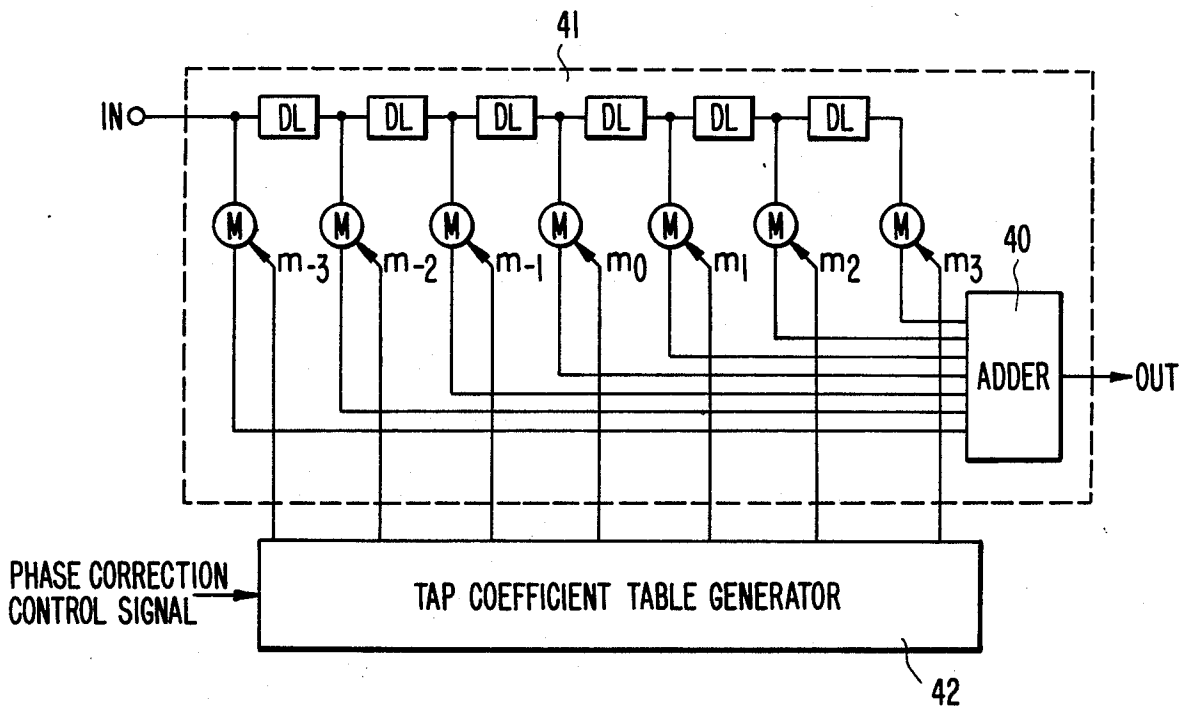 41
IN
DL DL DL DL DL DL
M M M M M M M
m-3 m-2 m-1 m0 m1 m2 m3
40
ADDER
OUT
PHASE CORRECTION
CONTROL SIGNAL
TAP COEFFICIENT TABLE GENERATOR
42